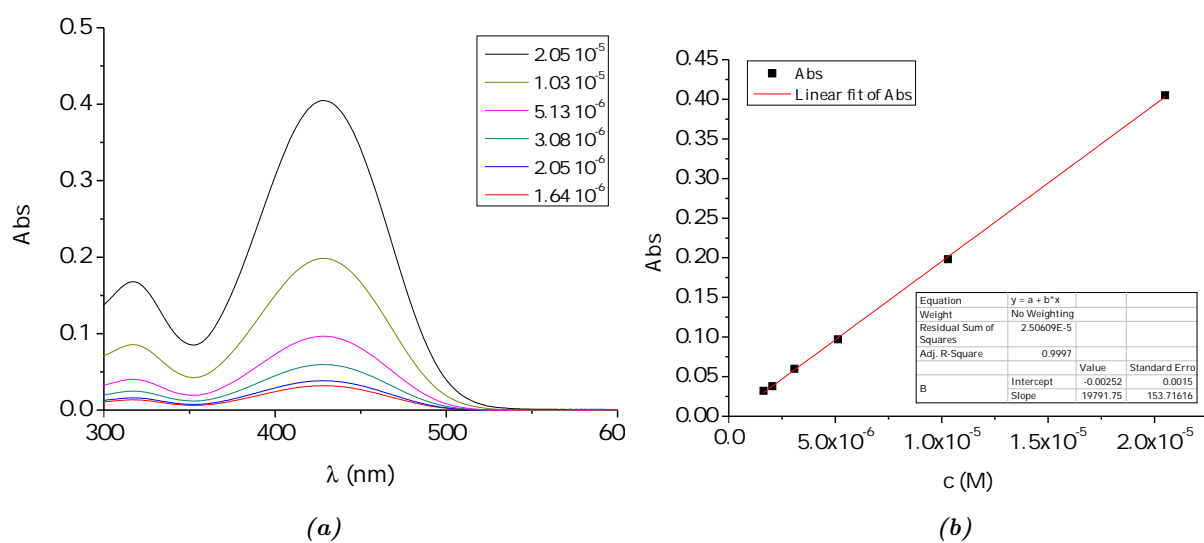 0.5
0.4
0.3
0.2
0.1
0.0
300
400
500
60
Abs
λ (nm)
2.05 10-5
1.03 10-5
5.13 10-6
3.08 10-6
2.05 10-6
1.64 10-6
(a)
0.40
0.35
0.30
0.25
0.20
0.15
0.10
0.05
0.00
0.0
5.0x10-6
1.0x10-5
1.5x10-5
2.0x10-5
Abs
c (M)
Abs
Linear fit of Abs
Equation y = a + b*x
Weight No Weighting
Residual Sum of Squares 2.50609E-5
Adj. R-Square 0.9997
Value Standard Erro
B Intercept -0.00252 0.0015
Slope 19791.75 153.71616
(b)